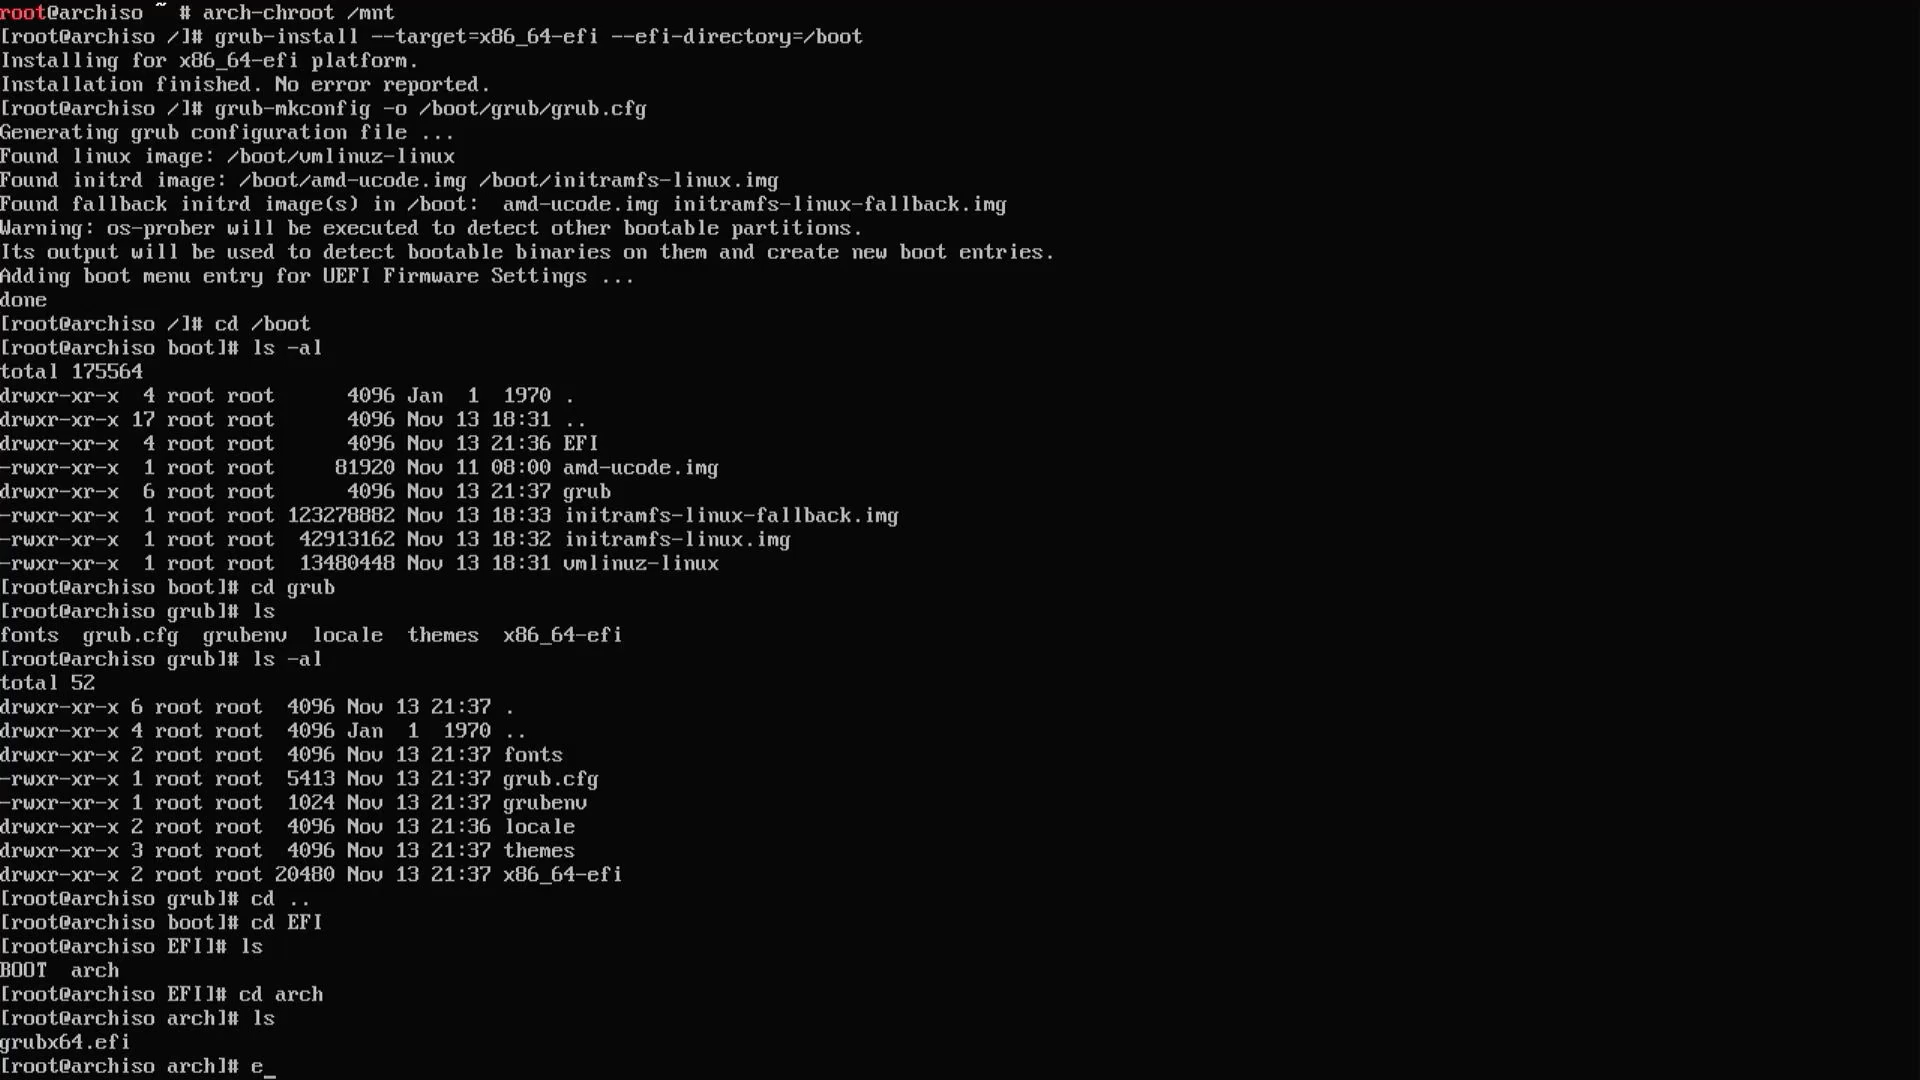 root@archiso ~ # arch-chroot /mnt
[root@archiso /]# grub-install --target=x86_64-efi --efi-directory=/boot
Installing for x86_64-efi platform.
Installation finished. No error reported.
[root@archiso /]# grub-mkconfig -o /boot/grub/grub.cfg
Generating grub configuration file ...
Found linux image: /boot/vmlinuz-linux
Found initrd image: /boot/amd-ucode.img /boot/initramfs-linux.img
Found fallback initrd image(s) in /boot:  amd-ucode.img initramfs-linux-fallback.img
Warning: os-prober will be executed to detect other bootable partitions.
Its output will be used to detect bootable binaries on them and create new boot entries.
Adding boot menu entry for UEFI Firmware Settings ...
done
[root@archiso /]# cd /boot
[root@archiso boot]# ls -al
total 175564
drwxr-xr-x  4 root root      4096 Jan  1  1970 .
drwxr-xr-x 17 root root      4096 Nov 13 18:31 ..
drwxr-xr-x  4 root root      4096 Nov 13 21:36 EFI
-rwxr-xr-x  1 root root     81920 Nov 11 08:00 amd-ucode.img
drwxr-xr-x  6 root root      4096 Nov 13 21:37 grub
-rwxr-xr-x  1 root root 123278882 Nov 13 18:33 initramfs-linux-fallback.img
-rwxr-xr-x  1 root root  42913162 Nov 13 18:32 initramfs-linux.img
-rwxr-xr-x  1 root root  13480448 Nov 13 18:31 vmlinuz-linux
[root@archiso boot]# cd grub
[root@archiso grub]# ls
fonts  grub.cfg  grubenv  locale  themes  x86_64-efi
[root@archiso grub]# ls -al
total 52
drwxr-xr-x 6 root root  4096 Nov 13 21:37 .
drwxr-xr-x 4 root root  4096 Jan  1  1970 ..
drwxr-xr-x 2 root root  4096 Nov 13 21:37 fonts
-rwxr-xr-x 1 root root  5413 Nov 13 21:37 grub.cfg
-rwxr-xr-x 1 root root  1024 Nov 13 21:37 grubenv
drwxr-xr-x 2 root root  4096 Nov 13 21:36 locale
drwxr-xr-x 3 root root  4096 Nov 13 21:37 themes
drwxr-xr-x 2 root root 20480 Nov 13 21:37 x86_64-efi
[root@archiso grub]# cd ..
[root@archiso boot]# cd EFI
[root@archiso EFI]# ls
BOOT  arch
[root@archiso EFI]# cd arch
[root@archiso arch]# ls
grubx64.efi
[root@archiso arch]# e_